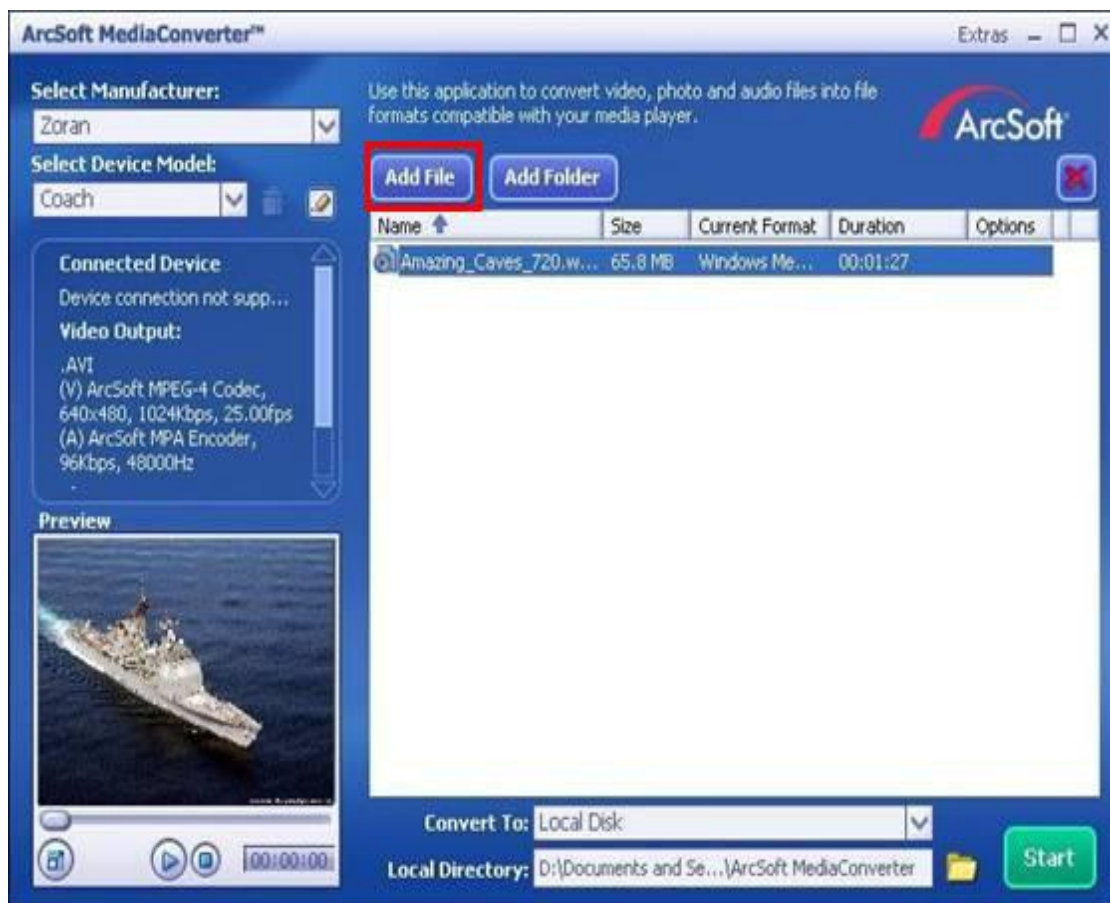 ArcSoft MediaConverter™
Extras
Select Manufacturer:
Zoran
Select Device Model:
Coach
Use this application to convert video, photo and audio files into file
formats compatible with your media player.
ArcSoft
Add File
Add Folder
Name Size Current Format Duration Options
Amazing_Caves_720.w... 65.8 MB Windows Me... 00:01:27
Connected Device
Device connection not supp...
Video Output:
.AVI
(V) ArcSoft MPEG-4 Codec,
640x480, 1024Kbps, 25.00fps
(A) ArcSoft MPA Encoder,
96Kbps, 48000Hz
Preview
00:00:00
Convert To: Local Disk
Local Directory: D:\Documents and Se...\ArcSoft MediaConverter
Start